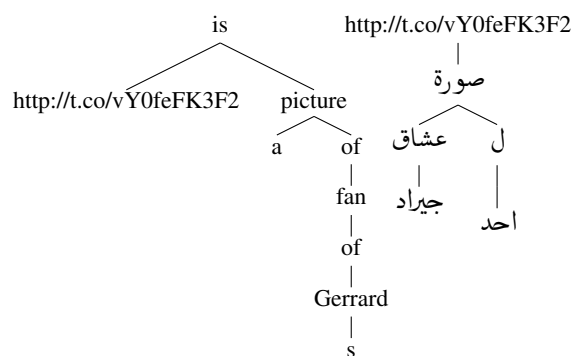 is
http://t.co/vY0feFK3F2 picture
a of
fan
of
Gerrard
s
http://t.co/vY0feFK3F2
صورة
عشاق ل
جيراد
احد